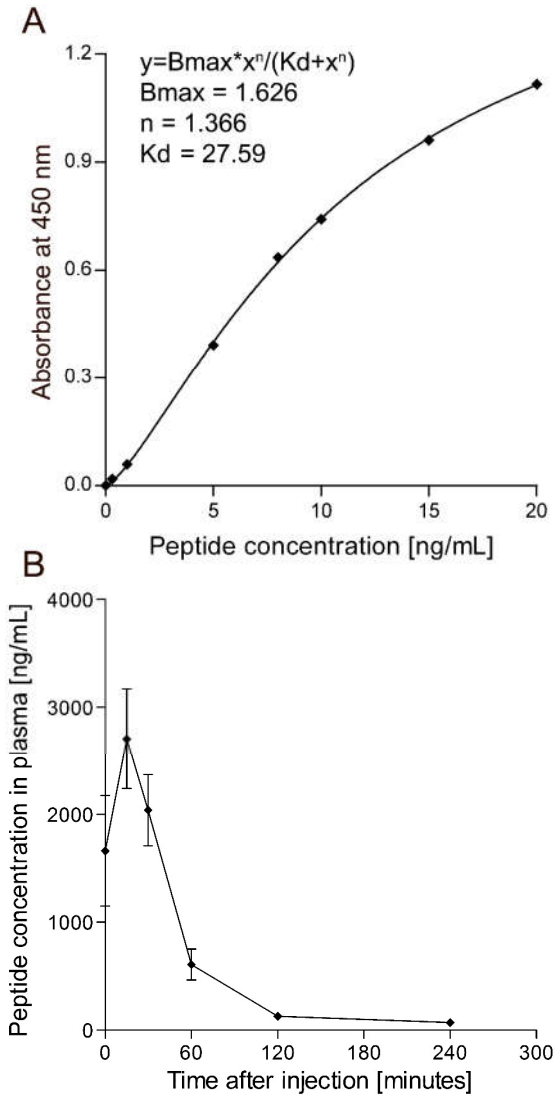 A
y=Bmax*xⁿ/(Kd+xⁿ)
Bmax = 1.626
n = 1.366
Kd = 27.59
Absorbance at 450 nm
1.2
0.9
0.6
0.3
0.0
0 5 10 15 20
Peptide concentration [ng/mL]
B
Peptide concentration in plasma [ng/mL]
4000
3000
2000
1000
0
0 60 120 180 240 300
Time after injection [minutes]